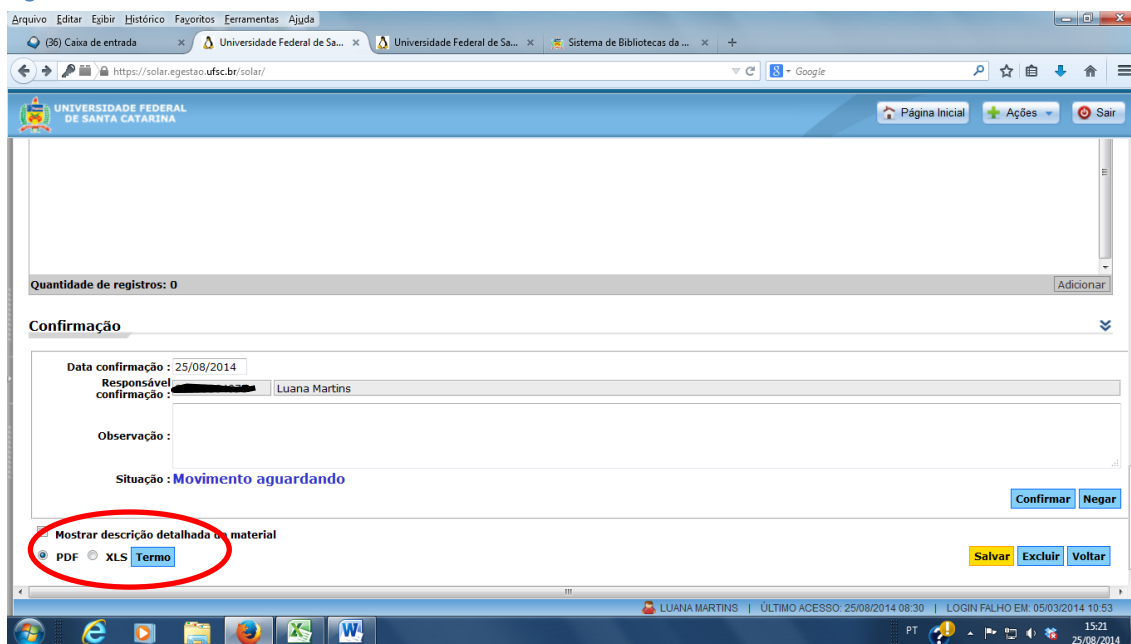 Arquivo Editar Exibir Histórico Favoritos Ferramentas Ajuda
(36) Caixa de entrada × Universidade Federal de Sa... × Universidade Federal de Sa... × Sistema de Bibliotecas da ... × +
https://solar.egestao.ufsc.br/solar/ 8 Google
UNIVERSIDADE FEDERAL
DE SANTA CATARINA
Página Inicial Ações Sair
Quantidade de registros: 0 Adicionar
Confirmação
Data confirmação : 25/08/2014
Responsável
confirmação : Luana Martins
Observação :
Situação : Movimento aguardando
Confirmar Negar
Mostrar descrição detalhada do material
PDF XLS Termo Salvar Excluir Voltar
LUANA MARTINS | ÚLTIMO ACESSO: 25/08/2014 08:30 | LOGIN FALHO EM: 05/03/2014 10:53
PT 15:21
25/08/2014